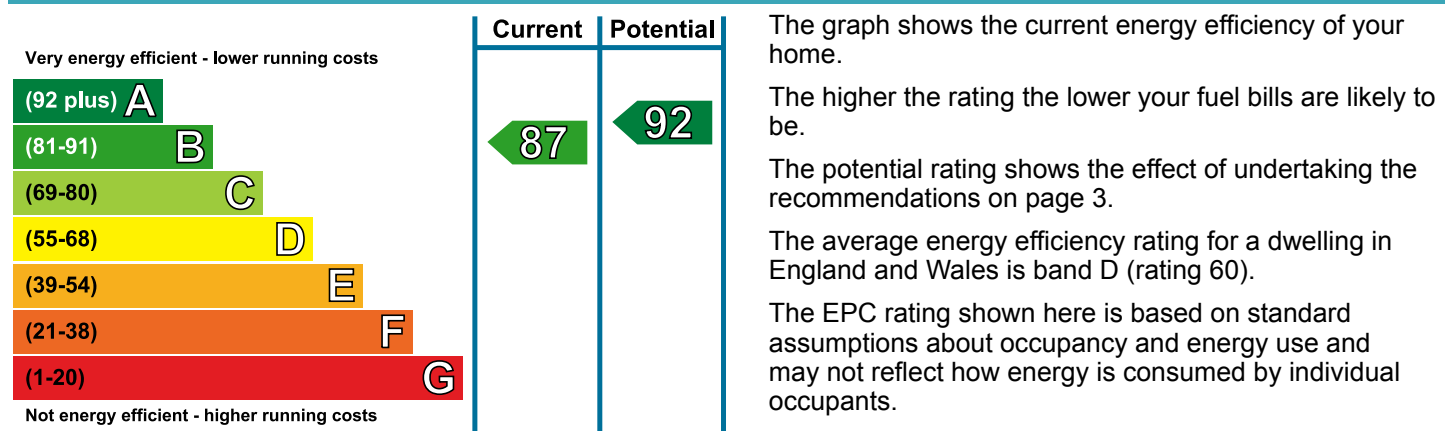 Current Potential
Very energy efficient - lower running costs
(92 plus) A
(81-91) B
(69-80) C
(55-68) D
(39-54) E
(21-38) F
(1-20) G
Not energy efficient - higher running costs
87
92
The graph shows the current energy efficiency of your
home.
The higher the rating the lower your fuel bills are likely to
be.
The potential rating shows the effect of undertaking the
recommendations on page 3.
The average energy efficiency rating for a dwelling in
England and Wales is band D (rating 60).
The EPC rating shown here is based on standard
assumptions about occupancy and energy use and
may not reflect how energy is consumed by individual
occupants.